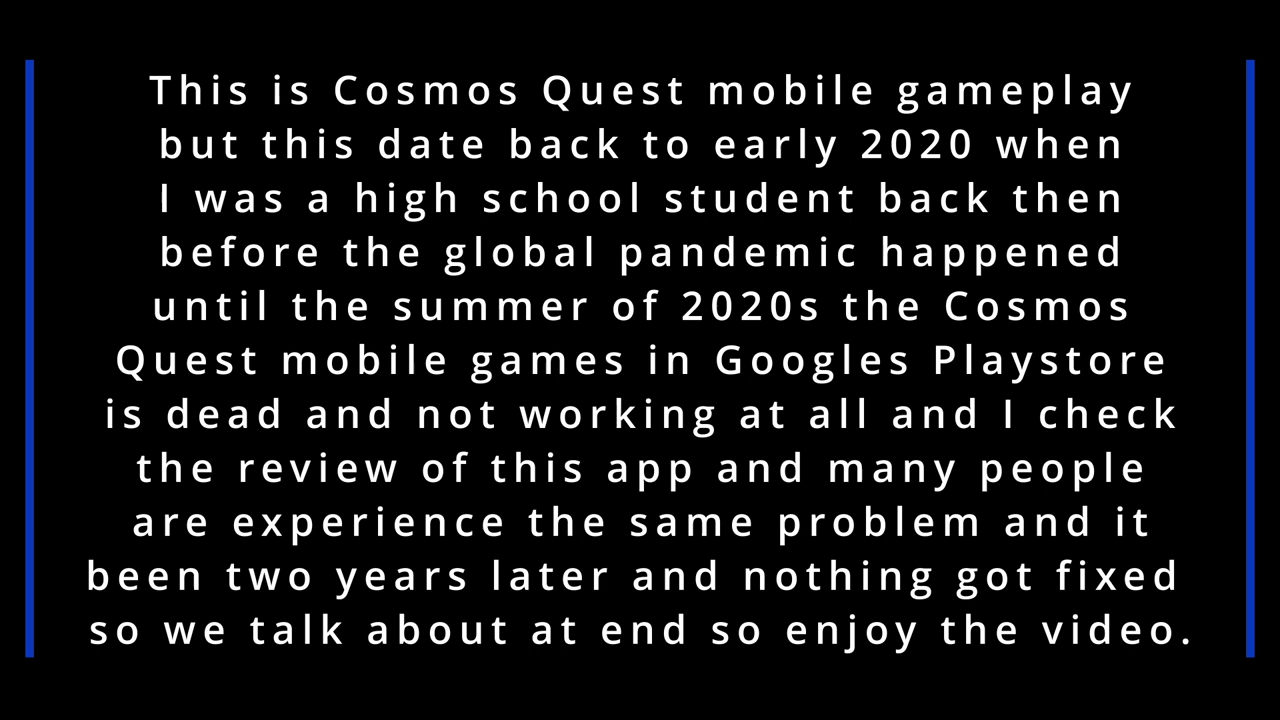 This is Cosmos Quest mobile gameplay
but this date back to early 2020 when
I was a high school student back then
before the global pandemic happened
until the summer of 2020s the Cosmos
Quest mobile games in Googles Playstore
is dead and not working at all and I check
the review of this app and many people
are experience the same problem and it
been two years later and nothing got fixed
so we talk about at end so enjoy the video.